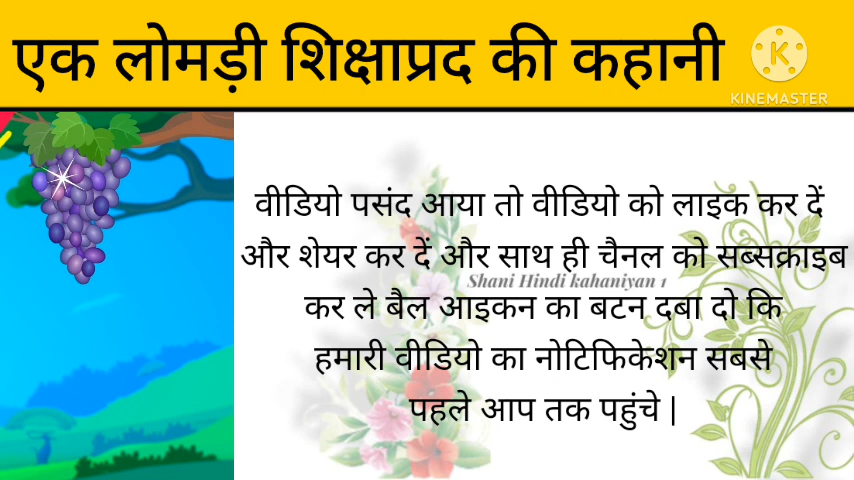 एक लोमड़ी शिक्षाप्रद की कहानी
KINEMASTER
वीडियो पसंद आया तो वीडियो को लाइक कर दें
और शेयर कर दें और साथ ही चैनल को सब्सक्राइब
Shani Hindi kahaniyan 1
कर ले बैल आइकन का बटन दबा दो कि
हमारी वीडियो का नोटिफिकेशन सबसे
पहले आप तक पहुंचे |